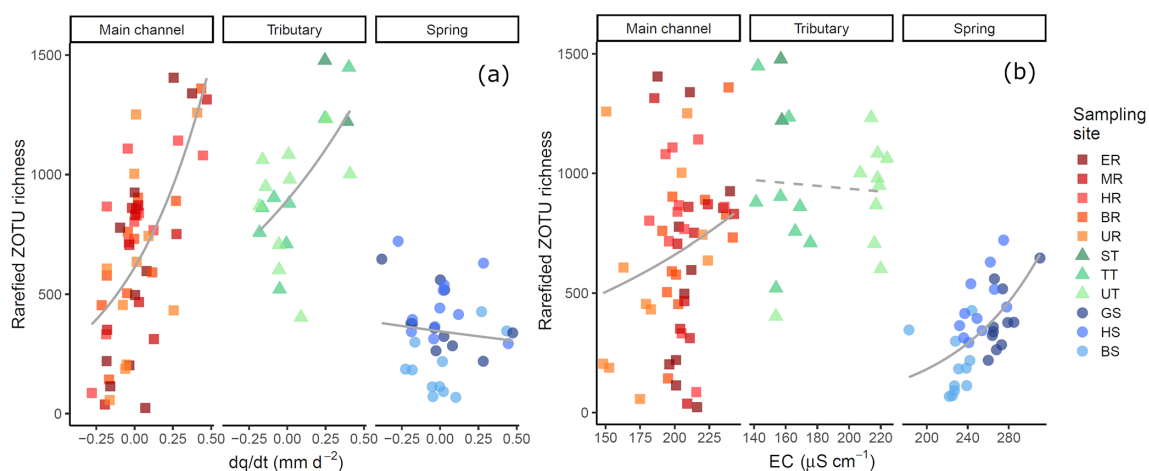 Main channel Tributary Spring
(a)
Rarefied ZOTU richness
1500
1000
500
0
−0.25 0.00 0.25 0.50 −0.25 0.00 0.25 0.50 −0.25 0.00 0.25 0.50
dq/dt (mm d⁻²)
Main channel Tributary Spring
(b)
Rarefied ZOTU richness
1500
1000
500
0
150 175 200 225 140 160 180 200 220 200 240 280
EC (μS cm⁻¹)
Sampling
site
ER
MR
HR
BR
UR
ST
TT
UT
GS
HS
BS